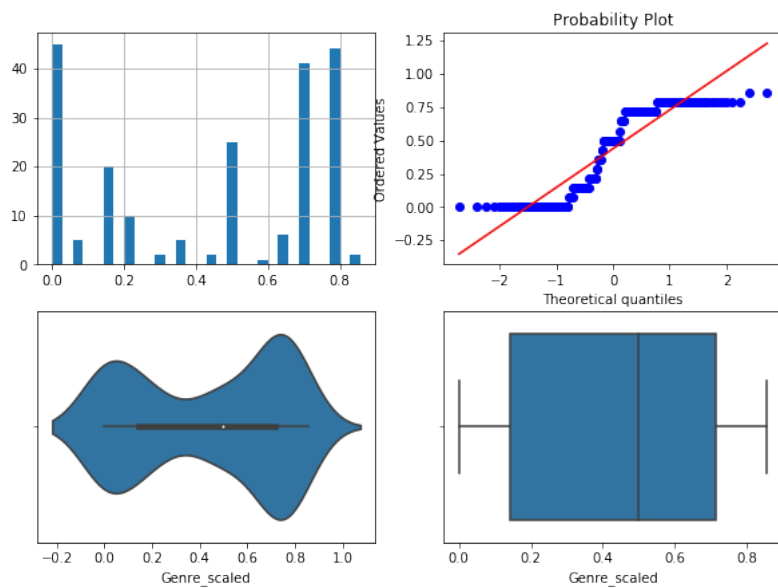 40
30
20
10
0
0.0 0.2 0.4 0.6 0.8
Probability Plot
Ordered Values
1.25
1.00
0.75
0.50
0.25
0.00
−0.25
−2 −1 0 1 2
Theoretical quantiles
−0.2 0.0 0.2 0.4 0.6 0.8 1.0
Genre_scaled
0.0 0.2 0.4 0.6 0.8
Genre_scaled